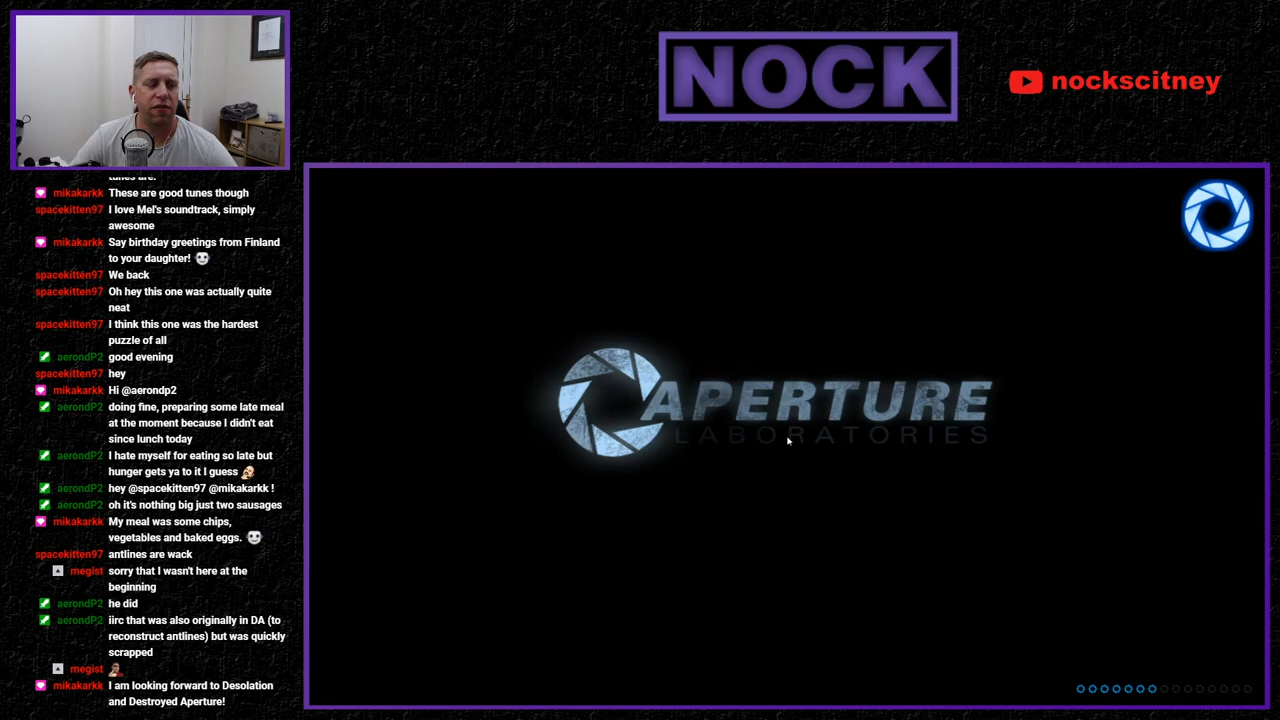 NOCK
nockscitney
tunes are.
mikakarkk These are good tunes though
spacekitten97 I love Mel's soundtrack, simply
awesome
mikakarkk Say birthday greetings from Finland
to your daughter!
spacekitten97 We back
spacekitten97 Oh hey this one was actually quite
neat
spacekitten97 I think this one was the hardest
puzzle of all
aerondP2 good evening
spacekitten97 hey
mikakarkk Hi @aerondp2
aerondP2 doing fine, preparing some late meal
at the moment because I didn't eat
since lunch today
aerondP2 I hate myself for eating so late but
hunger gets ya to it I guess
aerondP2 hey @spacekitten97 @mikakarkk !
aerondP2 oh it's nothing big just two sausages
mikakarkk My meal was some chips,
vegetables and baked eggs.
spacekitten97 antlines are wack
megist sorry that I wasn't here at the
beginning
aerondP2 he did
aerondP2 iirc that was also originally in DA (to
reconstruct antlines) but was quickly
scrapped
megist
mikakarkk I am looking forward to Desolation
and Destroyed Aperture!
APERTURE
LABORATORIES